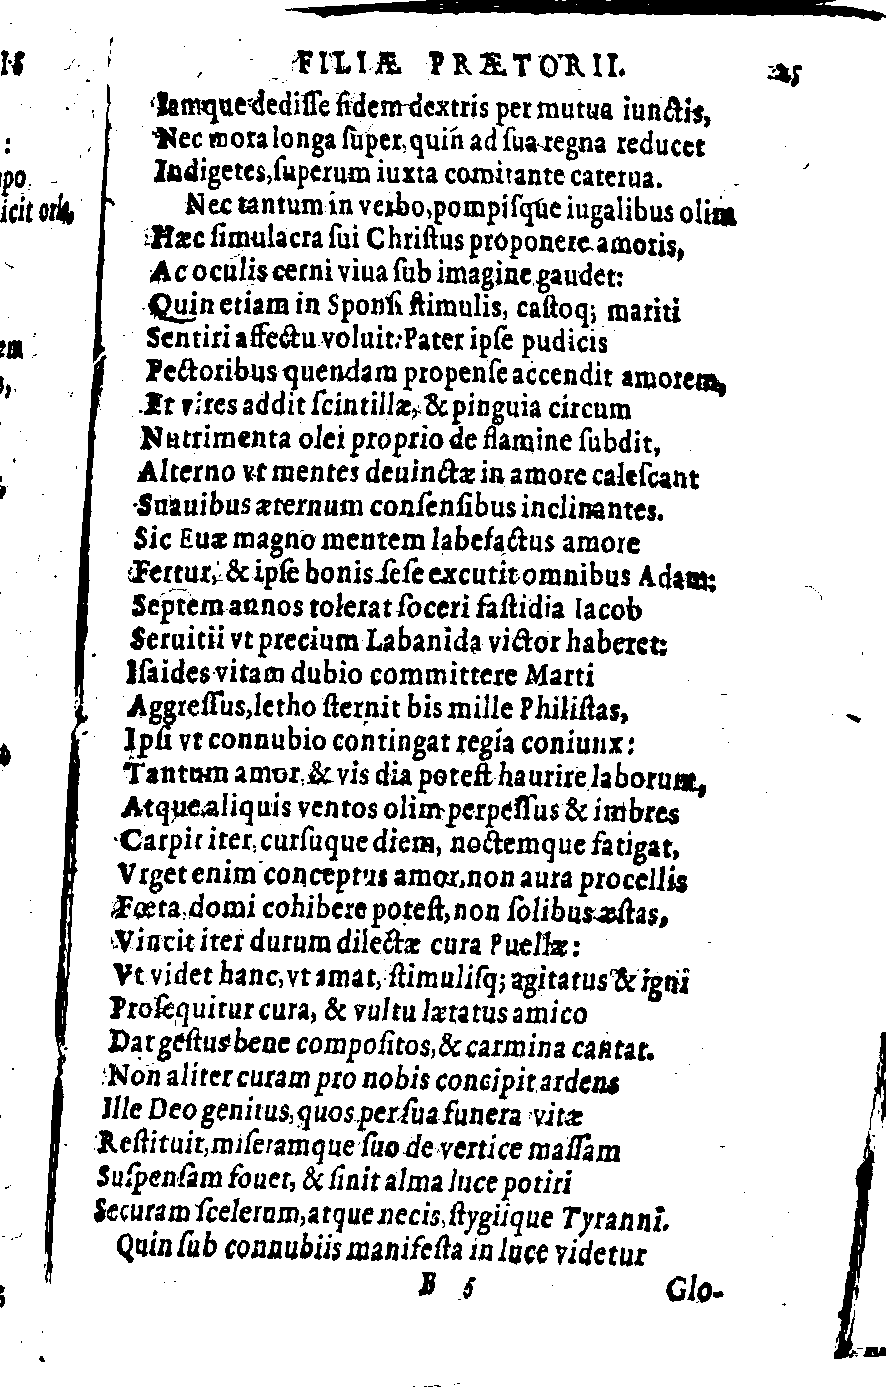 FILIÆ PRÆTORII. 25
Iamque dedisse fidem dextris per mutua iunctis,
Nec mora longa super, quin ad sua regna reducet
Indigetes, superum iuxta comitante caterua.
Nec tantum in verbo, pompisque iugalibus olim
Hæc simulacra sui Christus proponere amoris,
Ac oculis cerni viua sub imagine gaudet:
Quin etiam in Sponsi stimulis, castoq; mariti
Sentiri affectu voluit: Pater ipse pudicis
Pectoribus quendam propense accendit amorem,
Et vires addit scintillæ, & pinguia circum
Nutrimenta olei proprio de flamine subdit,
Alterno vt mentes deuinctæ in amore calescant
Suauibus æternum consensibus inclinantes.
Sic Euæ magno mentem labefactus amore
Fertur, & ipse bonis sese excutit omnibus Adam:
Septem annos tolerat soceri fastidia Iacob
Seruitii vt precium Labanida victor haberet:
Isaides vitam dubio committere Marti
Aggressus, letho sternit bis mille Philistas,
Ipsi vt connubio contingat regia coniunx:
Tantum amor, & vis dia potest haurire laborum,
Atque aliquis ventos olim perpessus & imbres
Carpit iter, cursuque diem, noctemque fatigat,
Vrget enim conceptus amor, non aura procellis
Fœta domi cohibere potest, non solibus æstas,
Vincit iter durum dilectæ cura Puellæ:
Vt videt hanc, vt amat, stimulisq; agitatus & igni
Prosequitur cura, & vultu lætatus amico
Dat gestus bene compositos, & carmina cantat.
Non aliter curam pro nobis concipit ardens
Ille Deo genitus, quos per sua funera vitæ
Restituit, miseramque suo de vertice massam
Suspensam fouet, & sinit alma luce potiri
Securam scelerum, atque necis, stygiique Tyranni.
Quin sub connubiis manifesta in luce videtur
B 5 Glo-